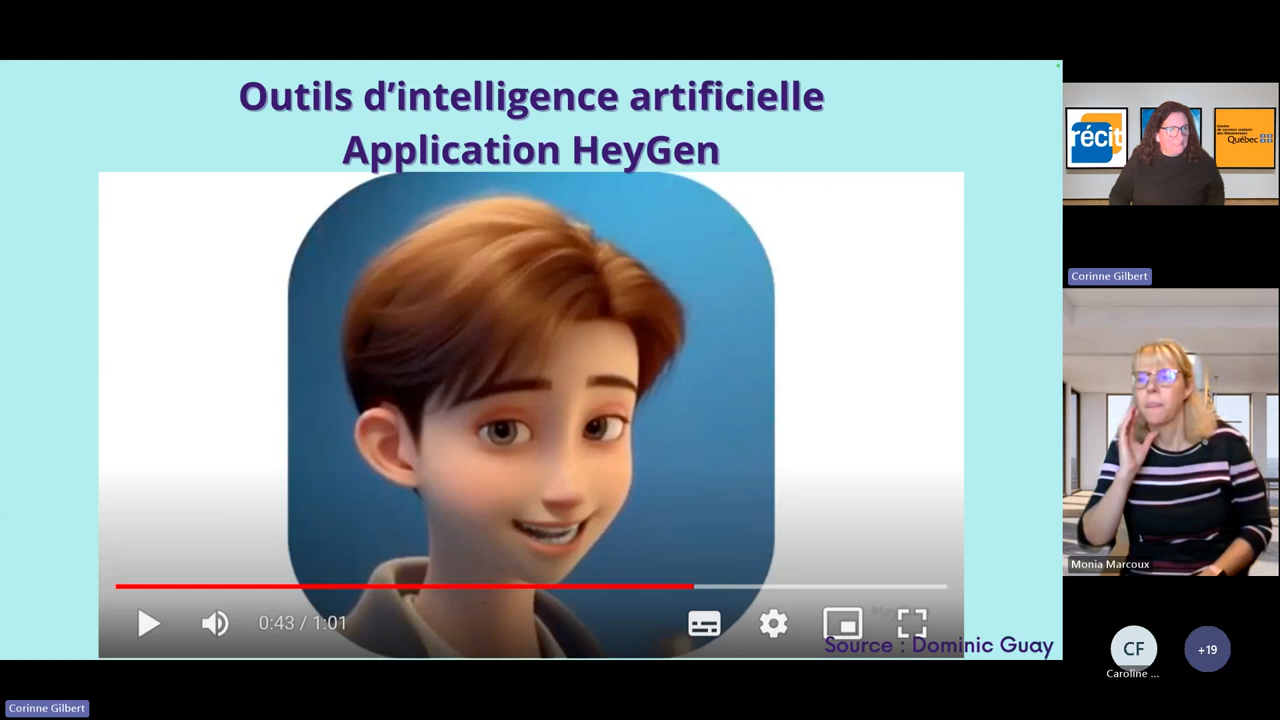 Outils d'intelligence artificielle
Application HeyGen
0:43 / 1:01
Source : Dominic Guay
récit
Québec
Corinne Gilbert
Monia Marcoux
CF
Caroline ...
+19
Corinne Gilbert